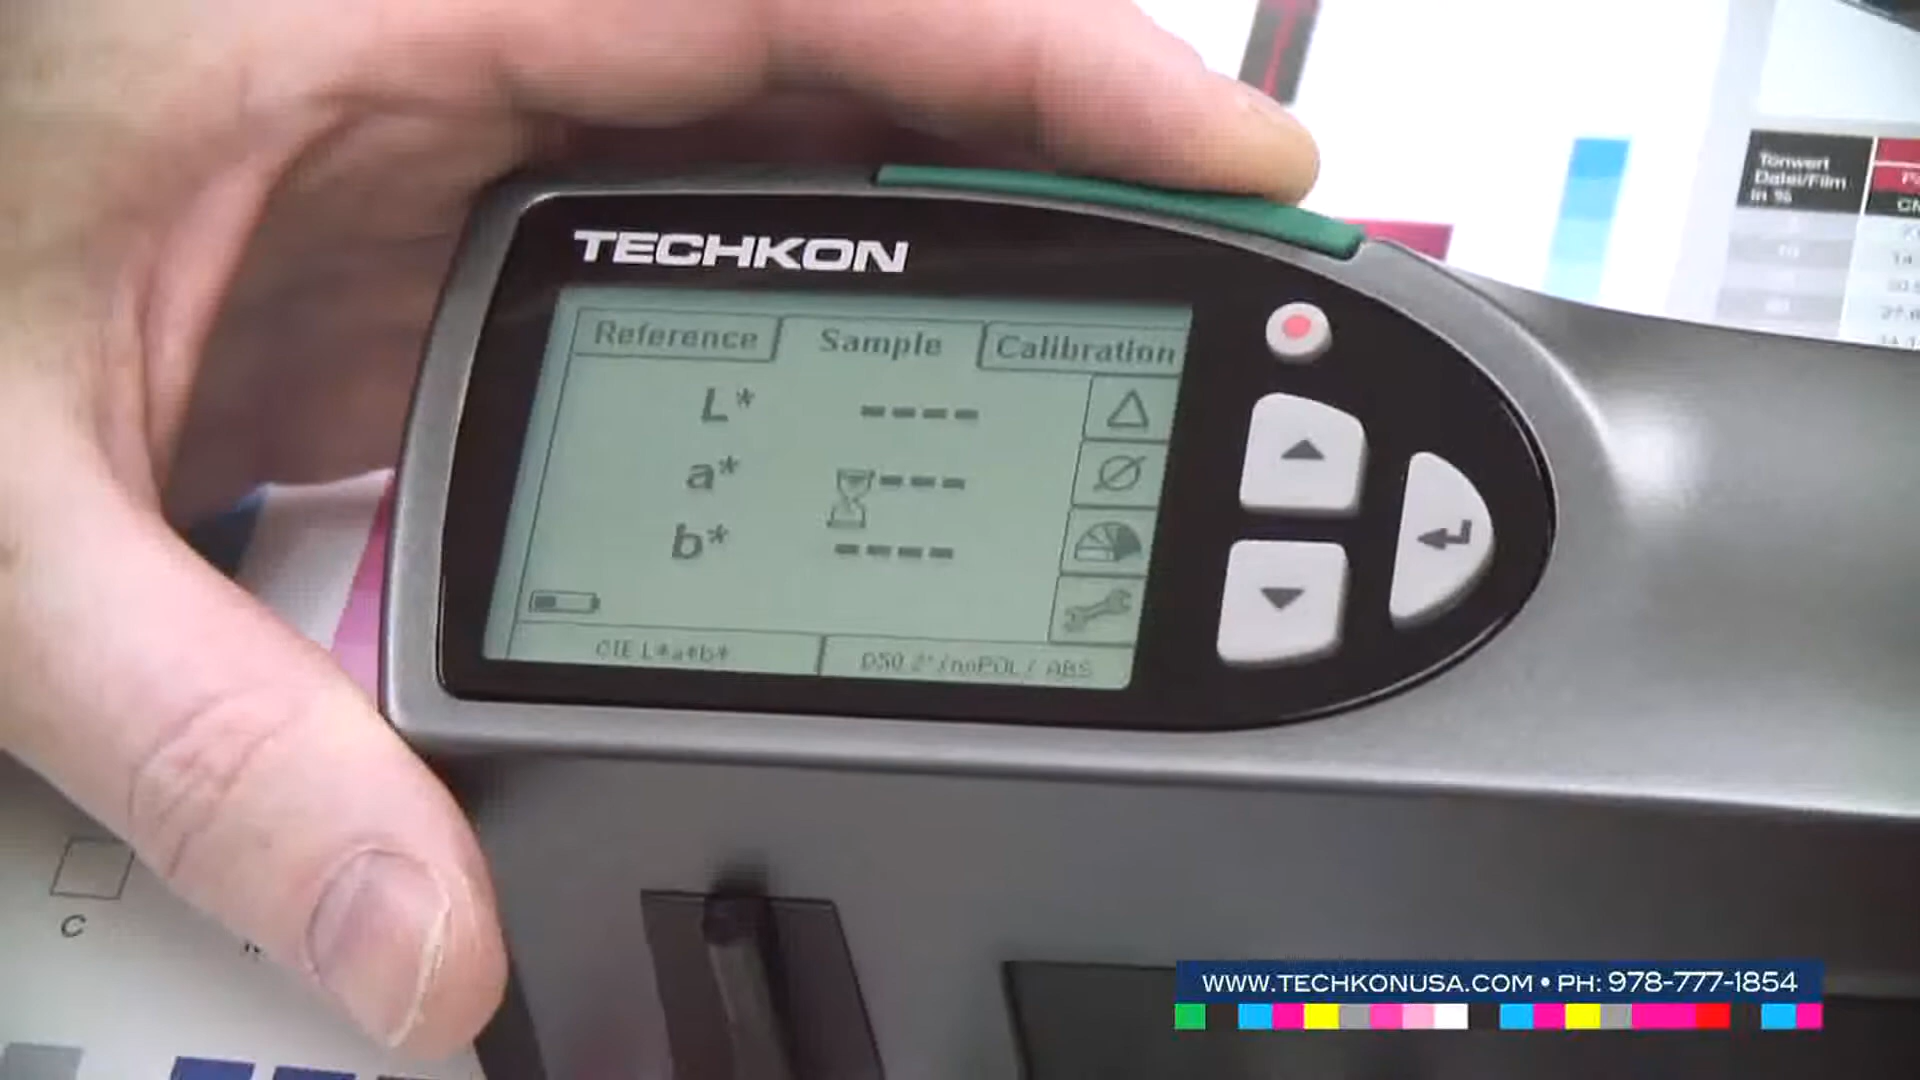 TECHKON
Reference Sample Calibration
L* ----
a* ----
b* ----
CIE L*a*b* D50 2°/noPOL/ ABS
Tonwert
Datei/Film
in %
C
WWW.TECHKONUSA.COM • PH: 978-777-1854